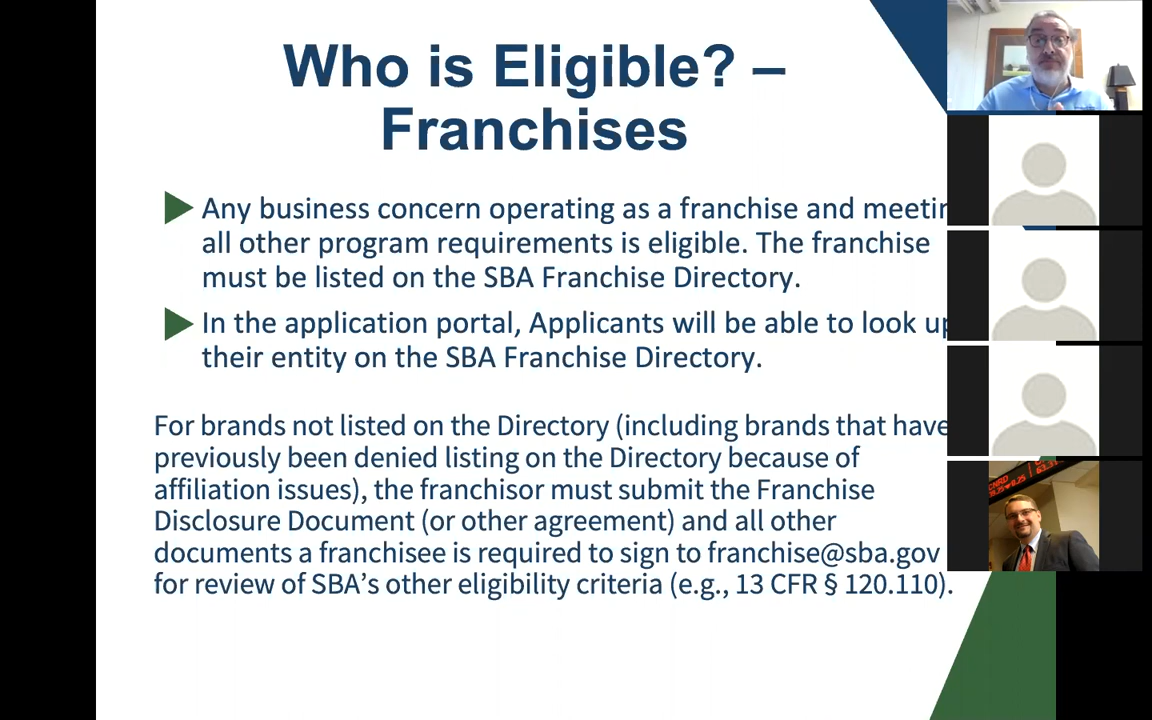 Who is Eligible? –
Franchises
Any business concern operating as a franchise and meetin
all other program requirements is eligible. The franchise
must be listed on the SBA Franchise Directory.
In the application portal, Applicants will be able to look up
their entity on the SBA Franchise Directory.
For brands not listed on the Directory (including brands that have
previously been denied listing on the Directory because of
affiliation issues), the franchisor must submit the Franchise
Disclosure Document (or other agreement) and all other
documents a franchisee is required to sign to franchise@sba.gov
for review of SBA’s other eligibility criteria (e.g., 13 CFR § 120.110).